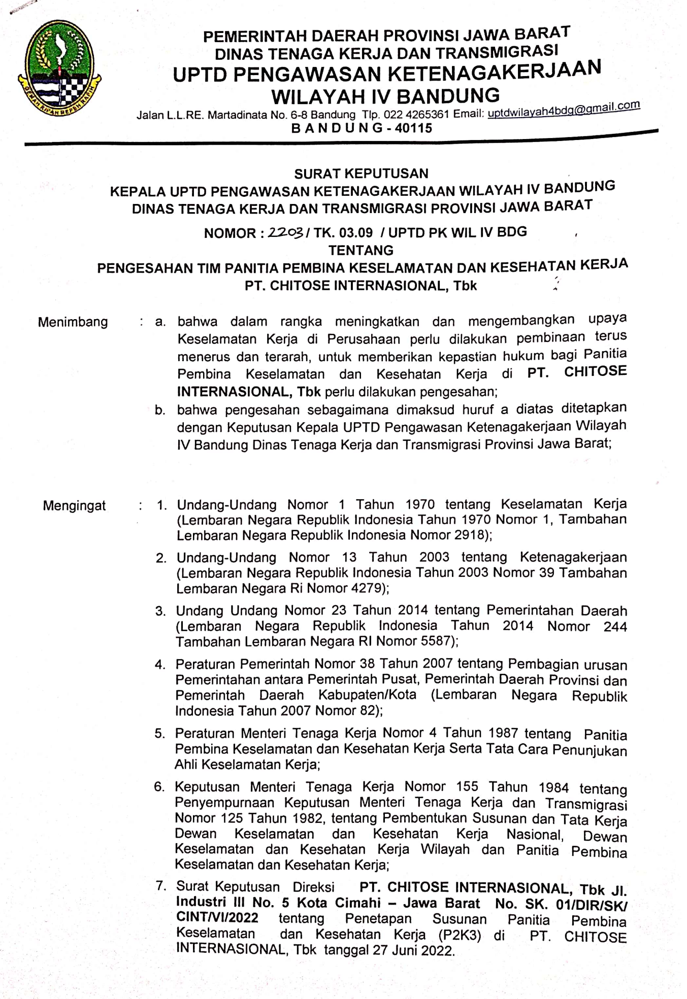 GEMAH RIPAH REPEH RAPIH
PEMERINTAH DAERAH PROVINSI JAWA BARAT
DINAS TENAGA KERJA DAN TRANSMIGRASI
UPTD PENGAWASAN KETENAGAKERJAAN
WILAYAH IV BANDUNG
Jalan L.L.RE. Martadinata No. 6-8 Bandung Tlp. 022 4265361 Email: uptdwilayah4bdg@gmail.com
B A N D U N G - 40115
SURAT KEPUTUSAN
KEPALA UPTD PENGAWASAN KETENAGAKERJAAN WILAYAH IV BANDUNG
DINAS TENAGA KERJA DAN TRANSMIGRASI PROVINSI JAWA BARAT
NOMOR : 2203 / TK. 03.09 / UPTD PK WIL IV BDG
TENTANG
PENGESAHAN TIM PANITIA PEMBINA KESELAMATAN DAN KESEHATAN KERJA
PT. CHITOSE INTERNASIONAL, Tbk
Menimbang : a. bahwa dalam rangka meningkatkan dan mengembangkan upaya
Keselamatan Kerja di Perusahaan perlu dilakukan pembinaan terus
menerus dan terarah, untuk memberikan kepastian hukum bagi Panitia
Pembina Keselamatan dan Kesehatan Kerja di PT. CHITOSE
INTERNASIONAL, Tbk perlu dilakukan pengesahan;
b. bahwa pengesahan sebagaimana dimaksud huruf a diatas ditetapkan
dengan Keputusan Kepala UPTD Pengawasan Ketenagakerjaan Wilayah
IV Bandung Dinas Tenaga Kerja dan Transmigrasi Provinsi Jawa Barat;
Mengingat : 1. Undang-Undang Nomor 1 Tahun 1970 tentang Keselamatan Kerja
(Lembaran Negara Republik Indonesia Tahun 1970 Nomor 1, Tambahan
Lembaran Negara Republik Indonesia Nomor 2918);
2. Undang-Undang Nomor 13 Tahun 2003 tentang Ketenagakerjaan
(Lembaran Negara Republik Indonesia Tahun 2003 Nomor 39 Tambahan
Lembaran Negara Ri Nomor 4279);
3. Undang Undang Nomor 23 Tahun 2014 tentang Pemerintahan Daerah
(Lembaran Negara Republik Indonesia Tahun 2014 Nomor 244
Tambahan Lembaran Negara RI Nomor 5587);
4. Peraturan Pemerintah Nomor 38 Tahun 2007 tentang Pembagian urusan
Pemerintahan antara Pemerintah Pusat, Pemerintah Daerah Provinsi dan
Pemerintah Daerah Kabupaten/Kota (Lembaran Negara Republik
Indonesia Tahun 2007 Nomor 82);
5. Peraturan Menteri Tenaga Kerja Nomor 4 Tahun 1987 tentang Panitia
Pembina Keselamatan dan Kesehatan Kerja Serta Tata Cara Penunjukan
Ahli Keselamatan Kerja;
6. Keputusan Menteri Tenaga Kerja Nomor 155 Tahun 1984 tentang
Penyempurnaan Keputusan Menteri Tenaga Kerja dan Transmigrasi
Nomor 125 Tahun 1982, tentang Pembentukan Susunan dan Tata Kerja
Dewan Keselamatan dan Kesehatan Kerja Nasional, Dewan
Keselamatan dan Kesehatan Kerja Wilayah dan Panitia Pembina
Keselamatan dan Kesehatan Kerja;
7. Surat Keputusan Direksi PT. CHITOSE INTERNASIONAL, Tbk Jl.
Industri III No. 5 Kota Cimahi – Jawa Barat No. SK. 01/DIR/SK/
CINT/VI/2022 tentang Penetapan Susunan Panitia Pembina
Keselamatan dan Kesehatan Kerja (P2K3) di PT. CHITOSE
INTERNASIONAL, Tbk tanggal 27 Juni 2022.